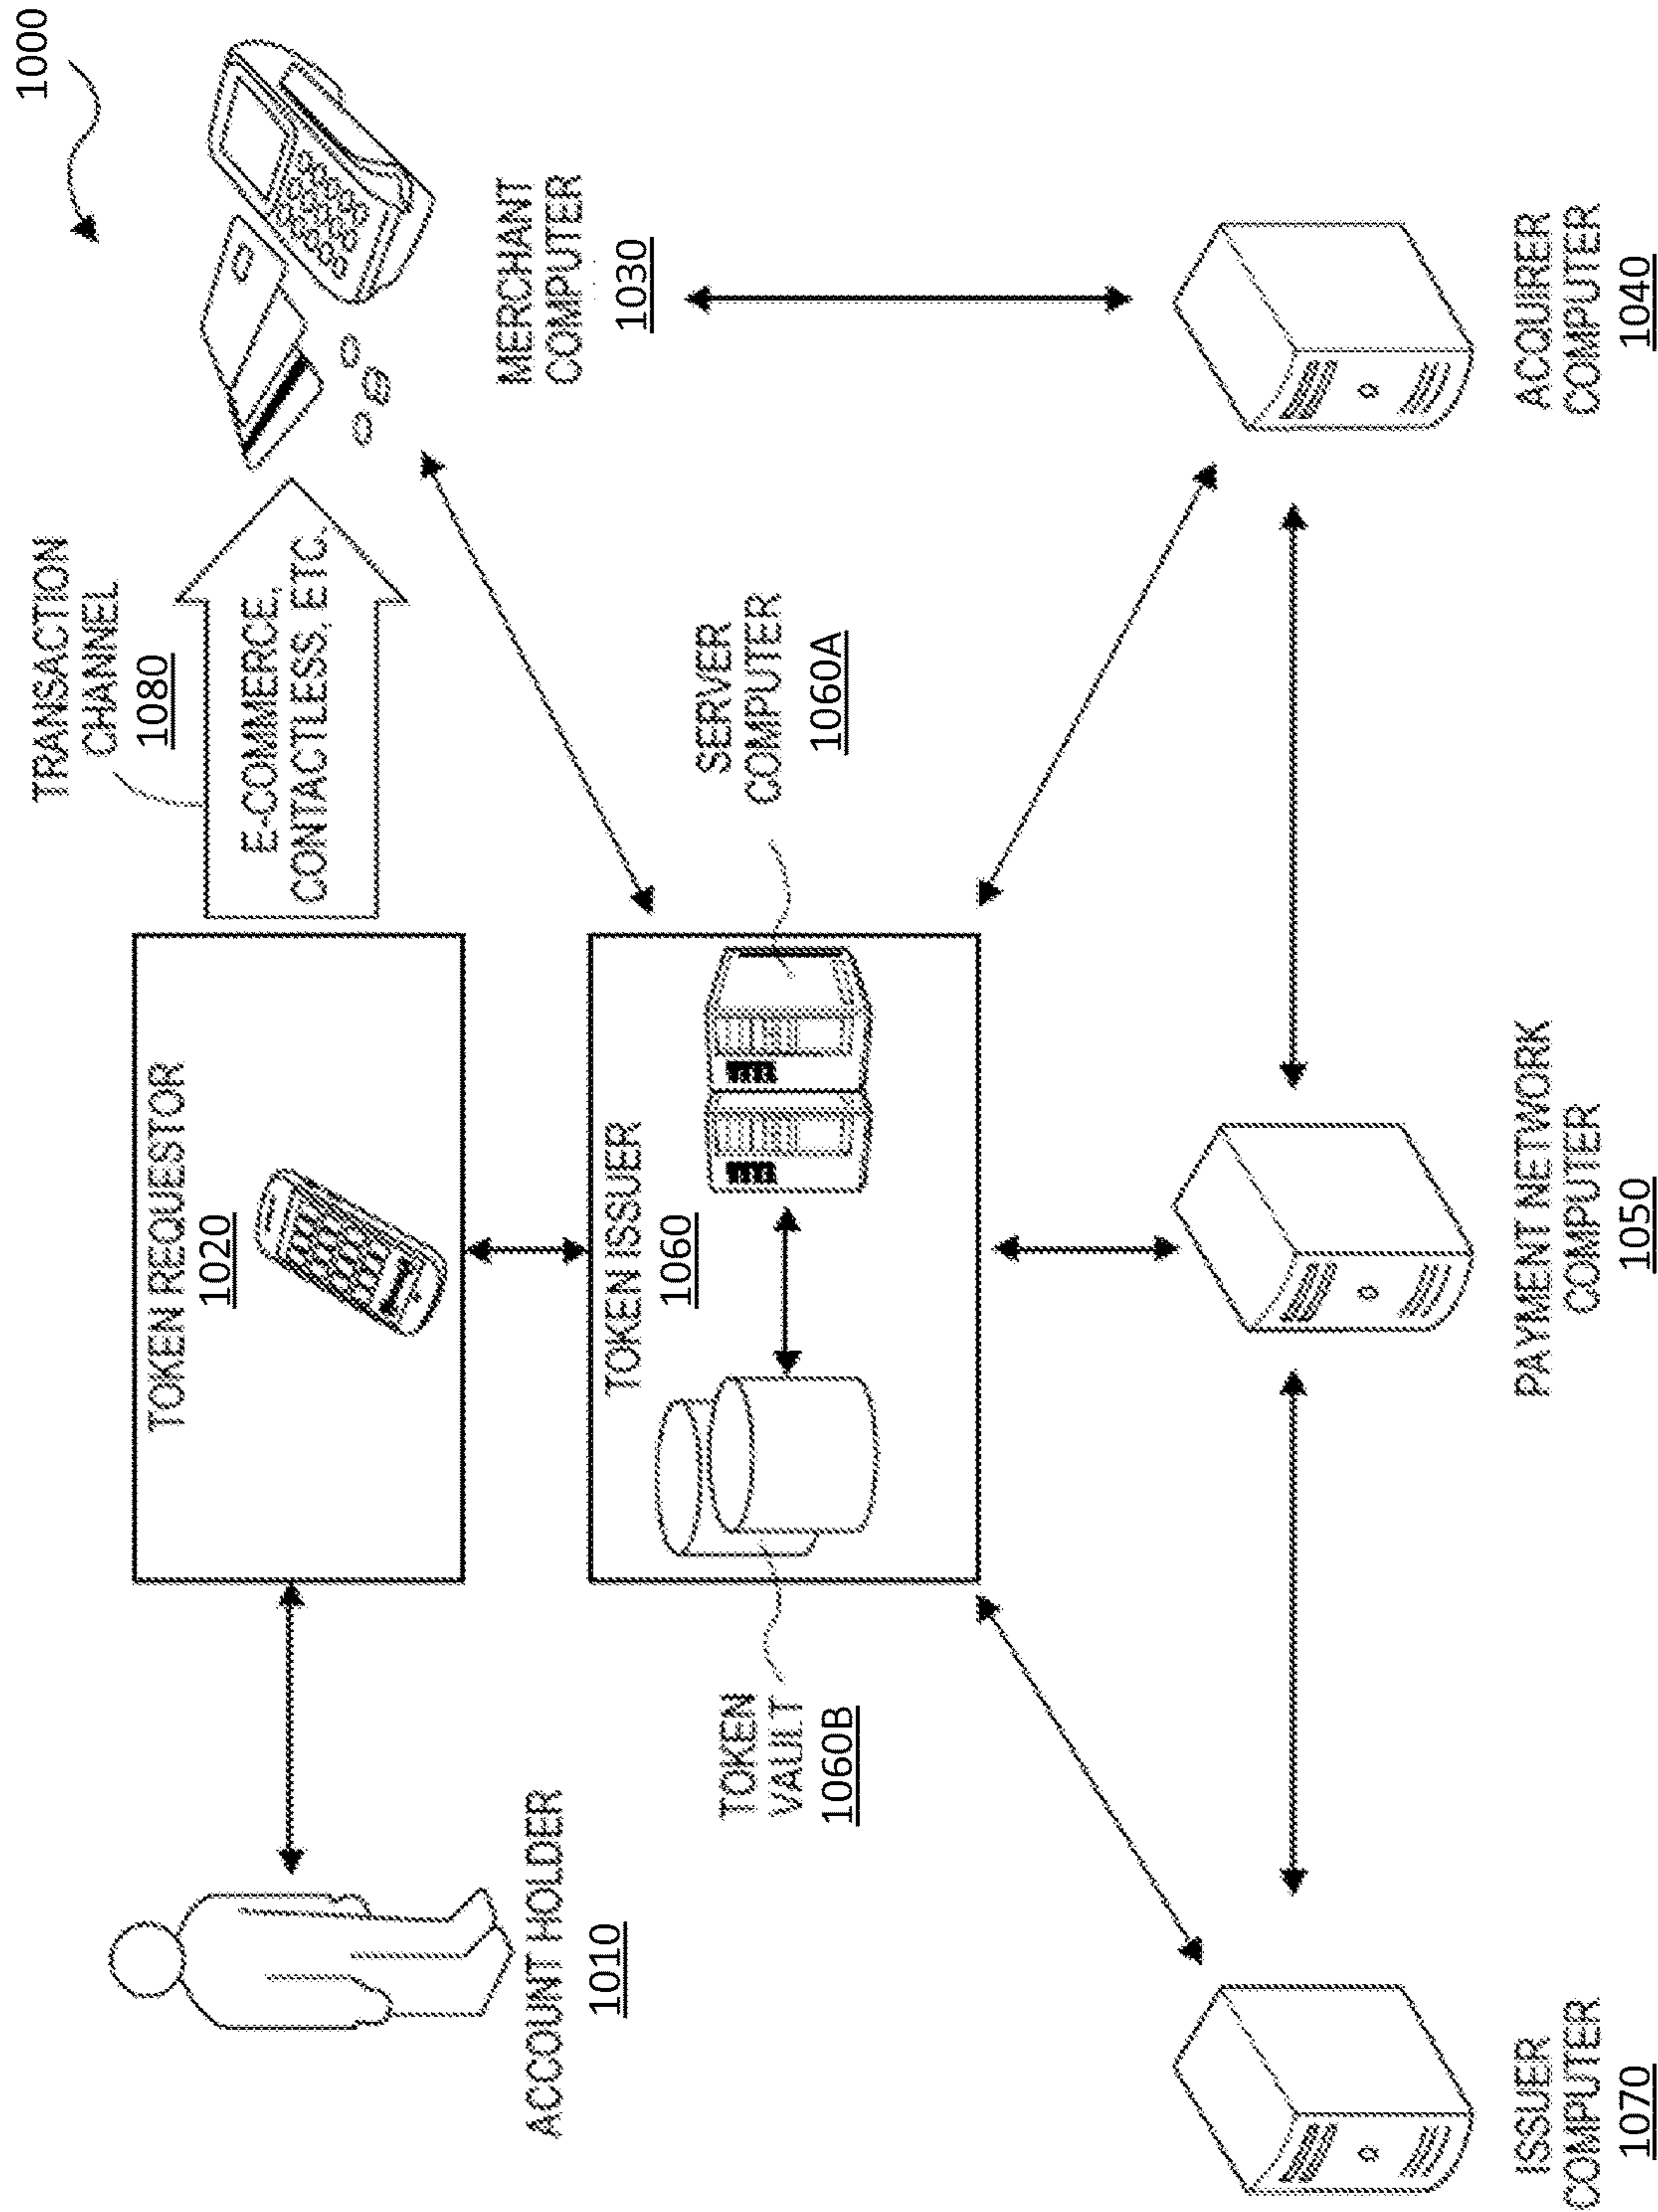 1000
TRANSACTION
CHANNEL
1080
E-COMMERCE,
CONTACTLESS, ETC.
TOKEN REQUESTOR
1020
ACCOUNT HOLDER
1010
MERCHANT
COMPUTER
1030
TOKEN ISSUER
1060
TOKEN
VAULT
1060B
SERVER
COMPUTER
1060A
ISSUER
COMPUTER
1070
PAYMENT NETWORK
COMPUTER
1050
ACQUIRER
COMPUTER
1040